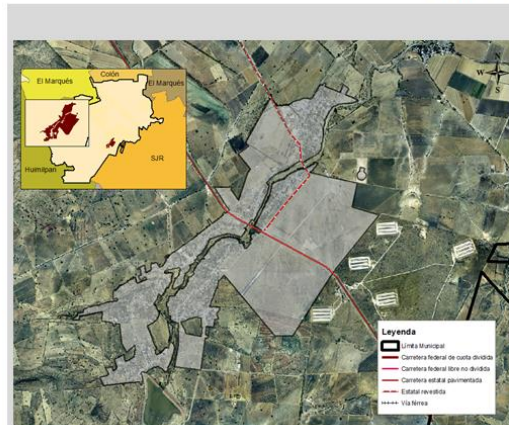 El Marqués
Colón
El Marqués
Huimilpan
SJR
W
S
Leyenda
Límite Municipal
Carretera federal de cuota dividida
Carretera federal libre no dividida
Carretera estatal pavimentada
Estatal revestida
Vía férrea